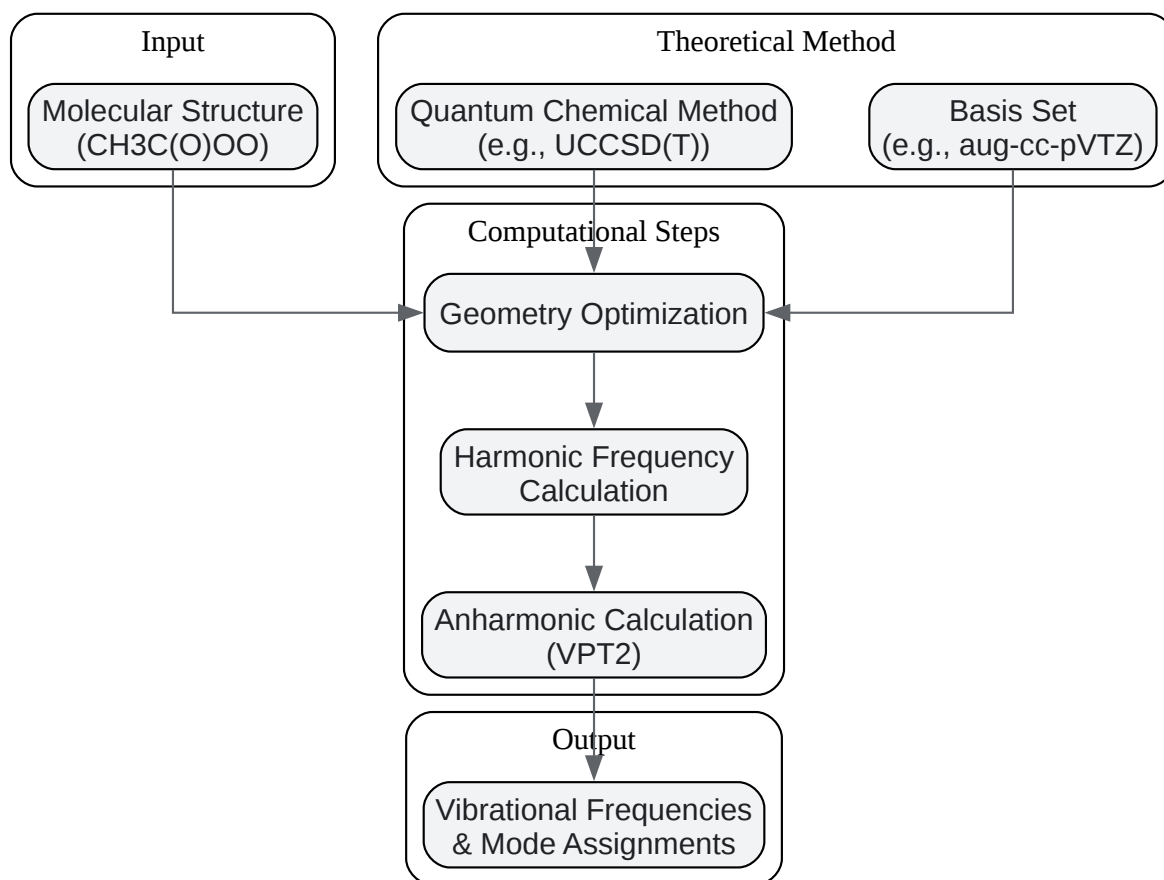 Input
Theoretical Method
Molecular Structure
(CH3C(O)OO)
Quantum Chemical Method
(e.g., UCCSD(T))
Basis Set
(e.g., aug-cc-pVTZ)
Computational Steps
Geometry Optimization
Harmonic Frequency
Calculation
Anharmonic Calculation
(VPT2)
Output
Vibrational Frequencies
& Mode Assignments